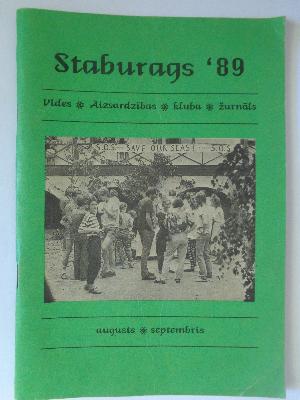 Staburags '89
Vides ❋ Aizsardzības ❋ kluba ❋ žurnāls
S.O.S. SAVE OUR SEAS! S.O.S.
augusts ❋ septembris